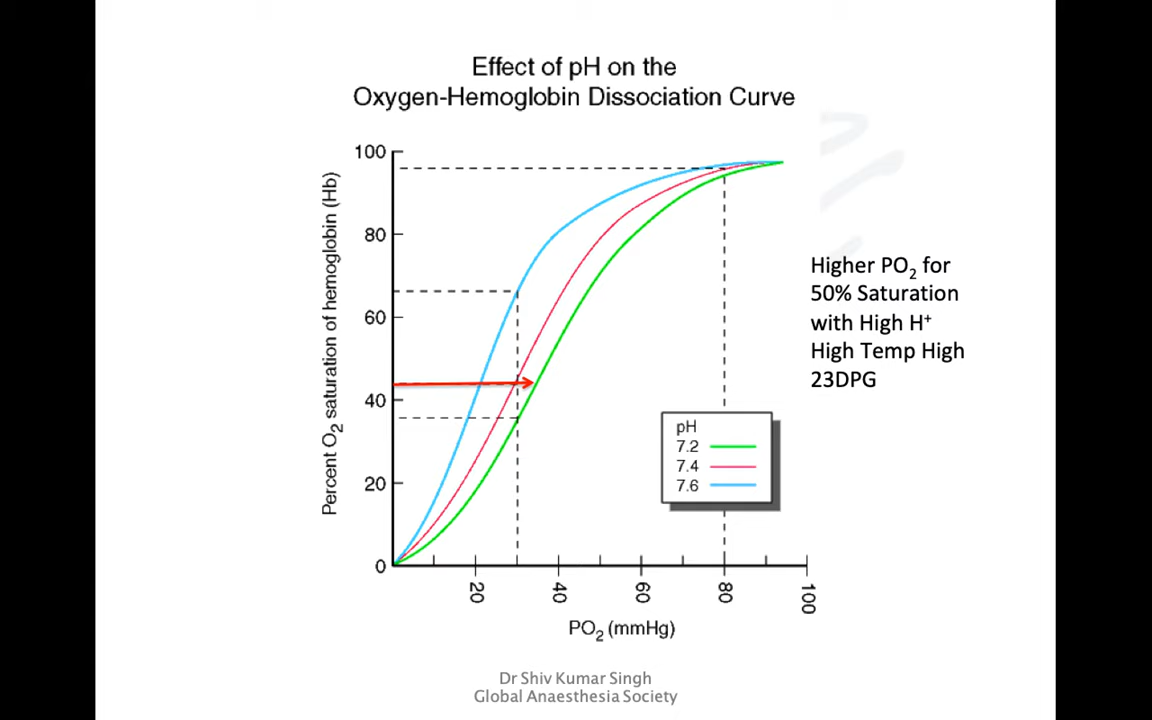 Effect of pH on the
Oxygen-Hemoglobin Dissociation Curve
Percent O₂ saturation of hemoglobin (Hb)
100
80
60
40
20
0
20
40
60
80
100
PO₂ (mmHg)
pH
7.2
7.4
7.6
Higher PO₂ for
50% Saturation
with High H⁺
High Temp High
23DPG
Dr Shiv Kumar Singh
Global Anaesthesia Society